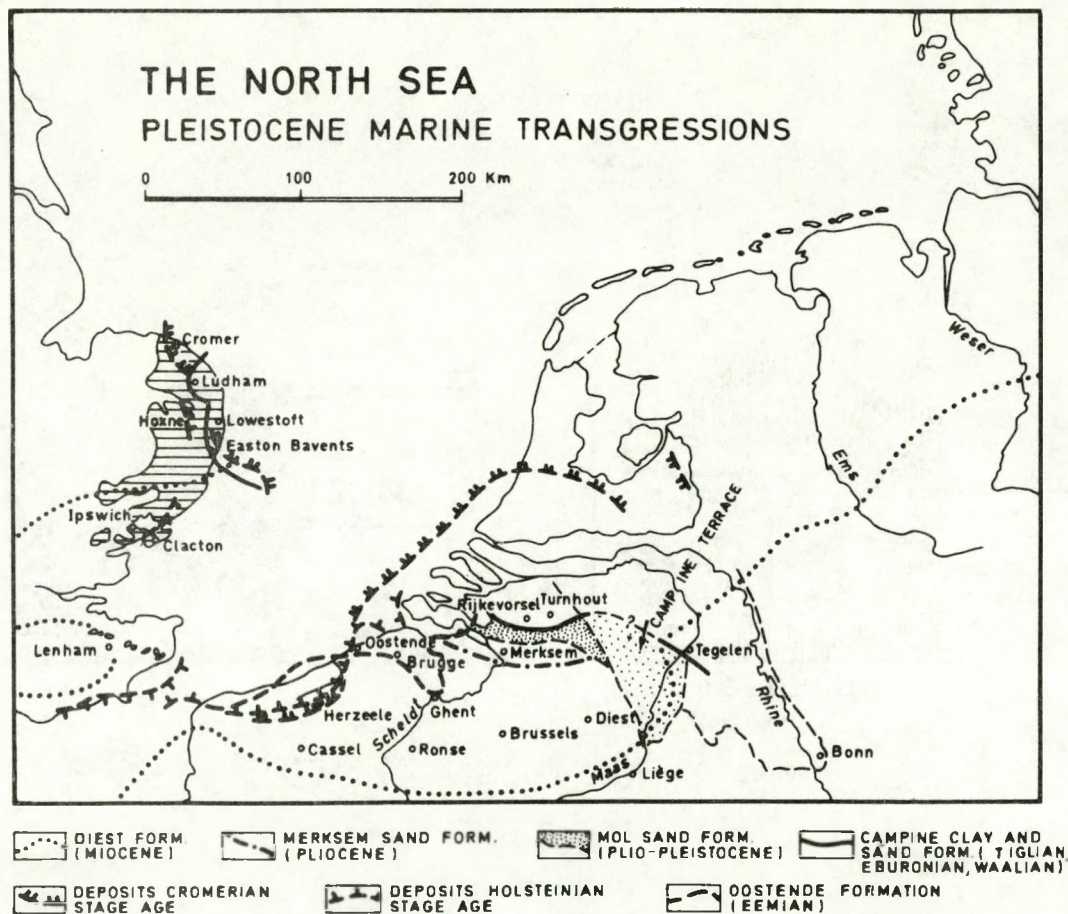 THE NORTH SEA
PLEISTOCENE MARINE TRANSGRESSIONS
0 100 200 Km
Cromer
Ludham
Hoxne
Lowestoft
Easton Bavents
Ipswich
Clacton
Weser
Ems
CAMPINE TERRACE
Rijkevorsel
Turnhout
Lenham
Oostende
Brugge
Merksem
Tegelen
Herzeele
Ghent
Scheldt
Diest
Rhine
Cassel
Ronse
Brussels
Maas
Liège
Bonn
DIEST FORM.
(MIOCENE)
MERKSEM SAND FORM.
(PLIOCENE)
MOL SAND FORM.
(PLIO-PLEISTOCENE)
CAMPINE CLAY AND
SAND FORM. ( TIGLIAN,
EBURONIAN, WAALIAN)
DEPOSITS CROMERIAN
STAGE AGE
DEPOSITS HOLSTEINIAN
STAGE AGE
OOSTENDE FORMATION
(EEMIAN)